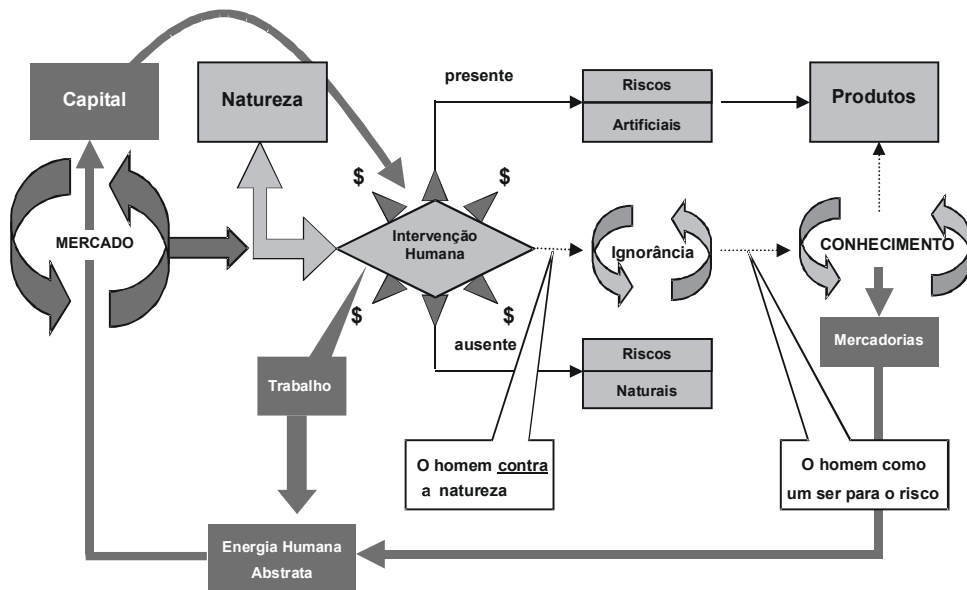 presente
Capital
Natureza
Riscos
Artificiais
Produtos
$
$
MERCADO
Intervenção
Humana
Ignorância
CONHECIMENTO
$
$
ausente
Mercadorias
Riscos
Naturais
Trabalho
O homem contra
a natureza
O homem como
um ser para o risco
Energia Humana
Abstrata